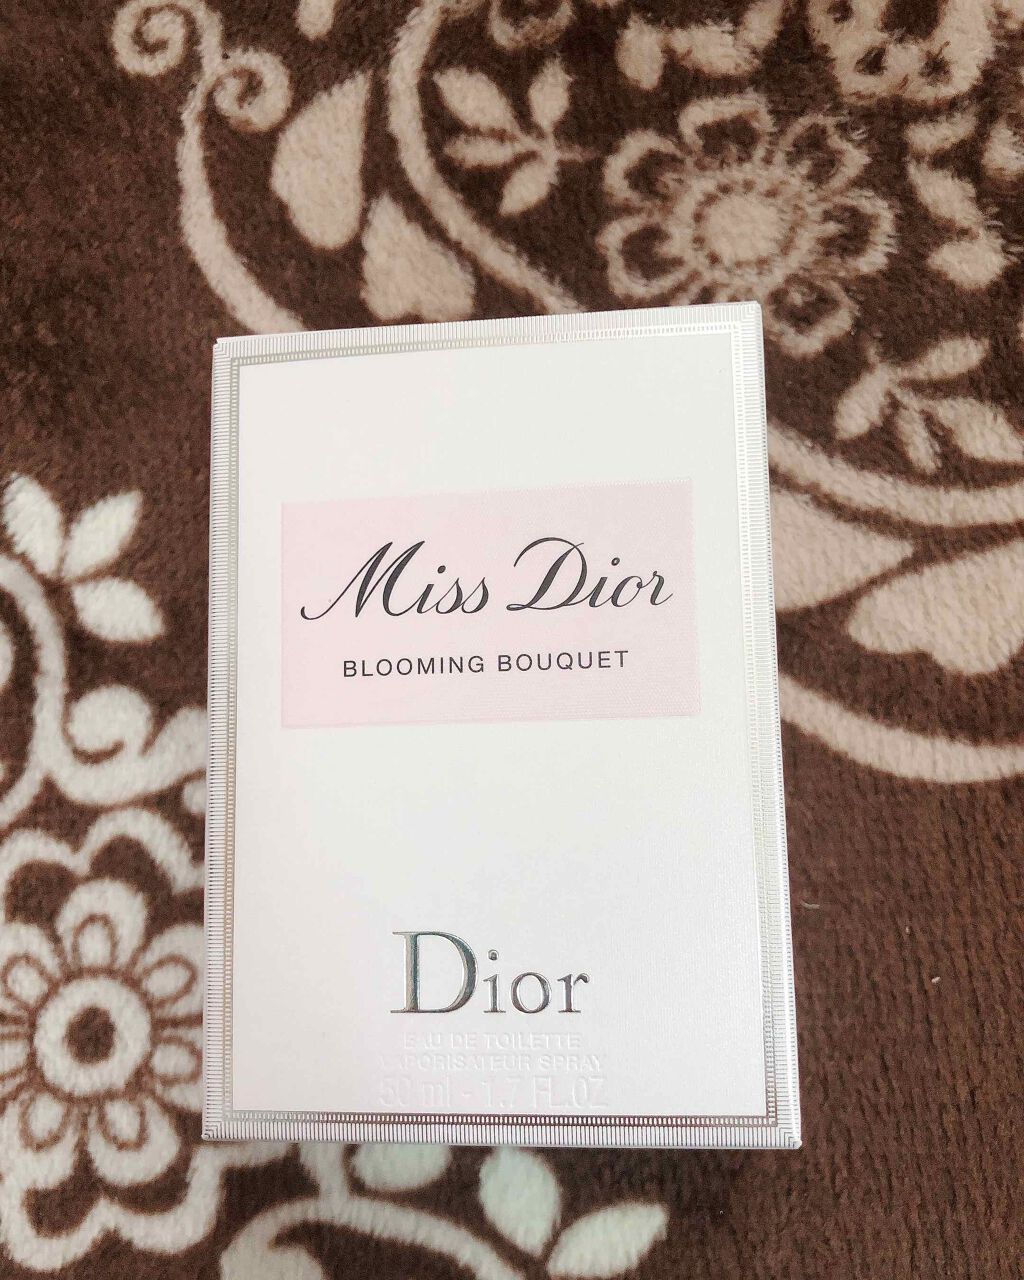 Miss Dior
BLOOMING BOUQUET
Dior
EAU DE TOILETTE
VAPORISATEUR SPRAY
50 ml - 1.7 FL.OZ